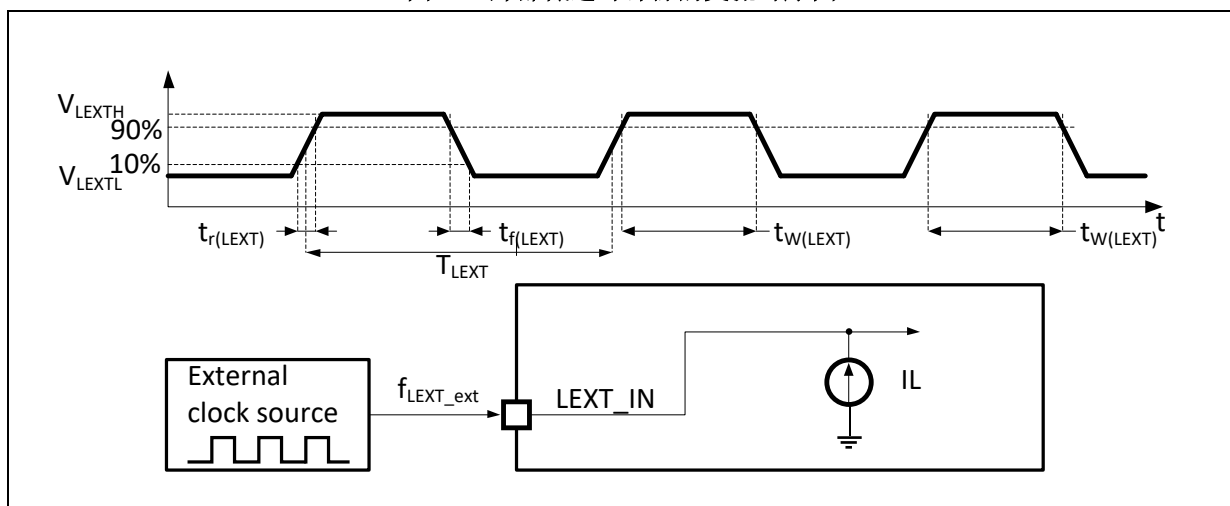 V_LEXTH
90%
10%
V_LEXTL
t
t_r(LEXT)
t_f(LEXT)
t_W(LEXT)
t_W(LEXT)
T_LEXT
External
clock source
f_LEXT_ext
LEXT_IN
IL